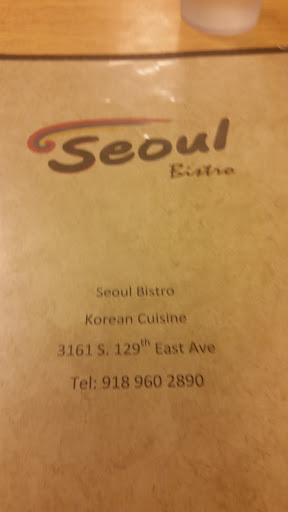 Seoul
Bistro
Seoul Bistro
Korean Cuisine
3161 S. 129th East Ave
Tel: 918 960 2890